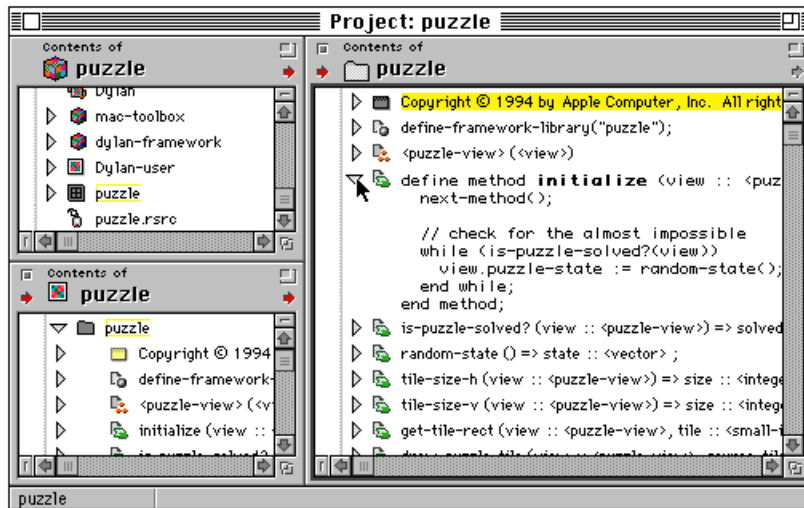 Project: puzzle
Contents of
puzzle
Dylan
mac-toolbox
dylan-framework
Dylan-user
puzzle
puzzle.rsrc
Contents of
puzzle
puzzle
Copyright © 1994
define-framework-
<puzzle-view> (<v
initialize (view ::
is-puzzle-solved?
Contents of
puzzle
Copyright © 1994 by Apple Computer, Inc.  All right
define-framework-library("puzzle");
<puzzle-view> (<view>)
define method initialize (view :: <puz
next-method();
// check for the almost impossible
while (is-puzzle-solved?(view))
view.puzzle-state := random-state();
end while;
end method;
is-puzzle-solved? (view :: <puzzle-view>) => solved
random-state () => state :: <vector> ;
tile-size-h (view :: <puzzle-view>) => size :: <intege
tile-size-v (view :: <puzzle-view>) => size :: <intege
get-tile-rect (view :: <puzzle-view>, tile :: <small-i
puzzle